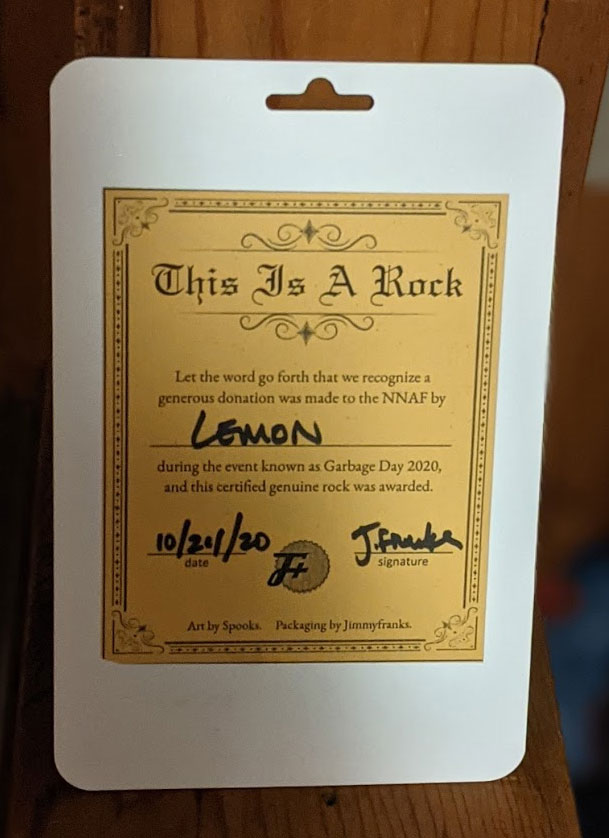 This Is A Rock
Let the word go forth that we recognize a
generous donation was made to the NNAF by
LEMON
during the event known as Garbage Day 2020,
and this certified genuine rock was awarded.
10/21/20 J.Franks
date signature
Art by Spooks. Packaging by Jimmyfranks.